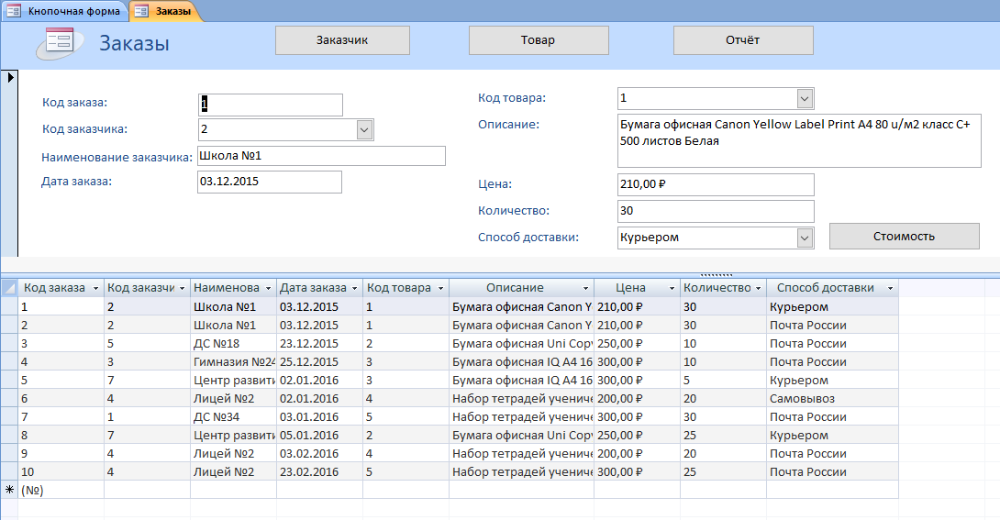 Кнопочная форма Заказы
Заказы Заказчик Товар Отчёт
Код заказа: 1
Код заказчика: 2
Наименование заказчика: Школа №1
Дата заказа: 03.12.2015
Код товара: 1
Описание: Бумага офисная Canon Yellow Label Print A4 80 u/м2 класс C+
500 листов Белая
Цена: 210,00 ₽
Количество: 30
Способ доставки: Курьером Стоимость
Код заказа Код заказчи Наименова Дата заказа Код товара Описание Цена Количество Способ доставки
1 2 Школа №1 03.12.2015 1 Бумага офисная Canon Y 210,00 ₽ 30 Курьером
2 2 Школа №1 03.12.2015 1 Бумага офисная Canon Y 210,00 ₽ 30 Почта России
3 5 ДС №18 23.12.2015 2 Бумага офисная Uni Copy 250,00 ₽ 10 Почта России
4 3 Гимназия №24 25.12.2015 3 Бумага офисная IQ A4 16 300,00 ₽ 10 Почта России
5 7 Центр развити 02.01.2016 3 Бумага офисная IQ A4 16 300,00 ₽ 5 Курьером
6 4 Лицей №2 02.01.2016 4 Набор тетрадей учениче 200,00 ₽ 20 Самовывоз
7 1 ДС №34 03.01.2016 5 Набор тетрадей учениче 300,00 ₽ 30 Почта России
8 7 Центр развити 05.01.2016 2 Бумага офисная Uni Copy 250,00 ₽ 25 Курьером
9 4 Лицей №2 03.02.2016 4 Набор тетрадей учениче 200,00 ₽ 20 Почта России
10 4 Лицей №2 23.02.2016 5 Набор тетрадей учениче 300,00 ₽ 25 Почта России
(№)